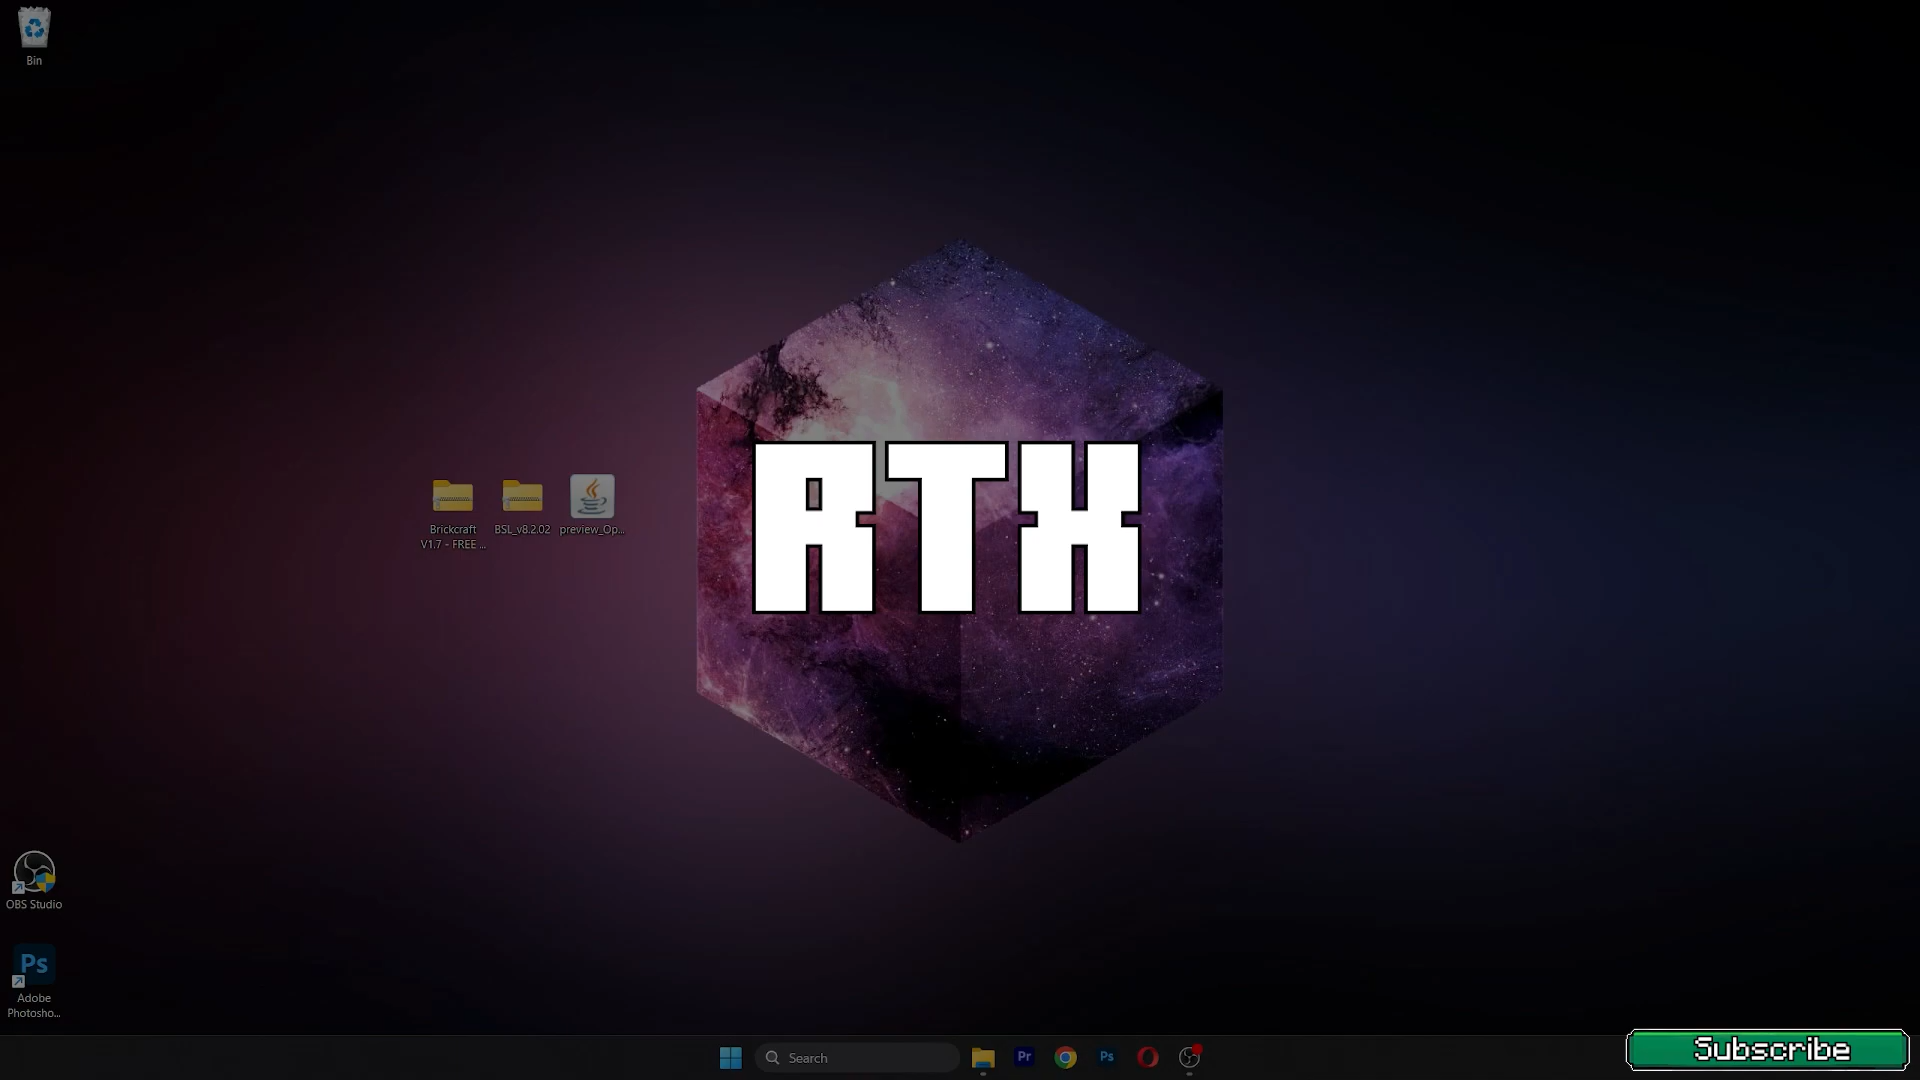 Bin
RTX
Brickcraft
V1.7 - FREE ...
BSL_v8.2.02
preview_Op...
OBS Studio
Ps
Adobe
Photosho...
Search
Pr
Ps
Subscribe